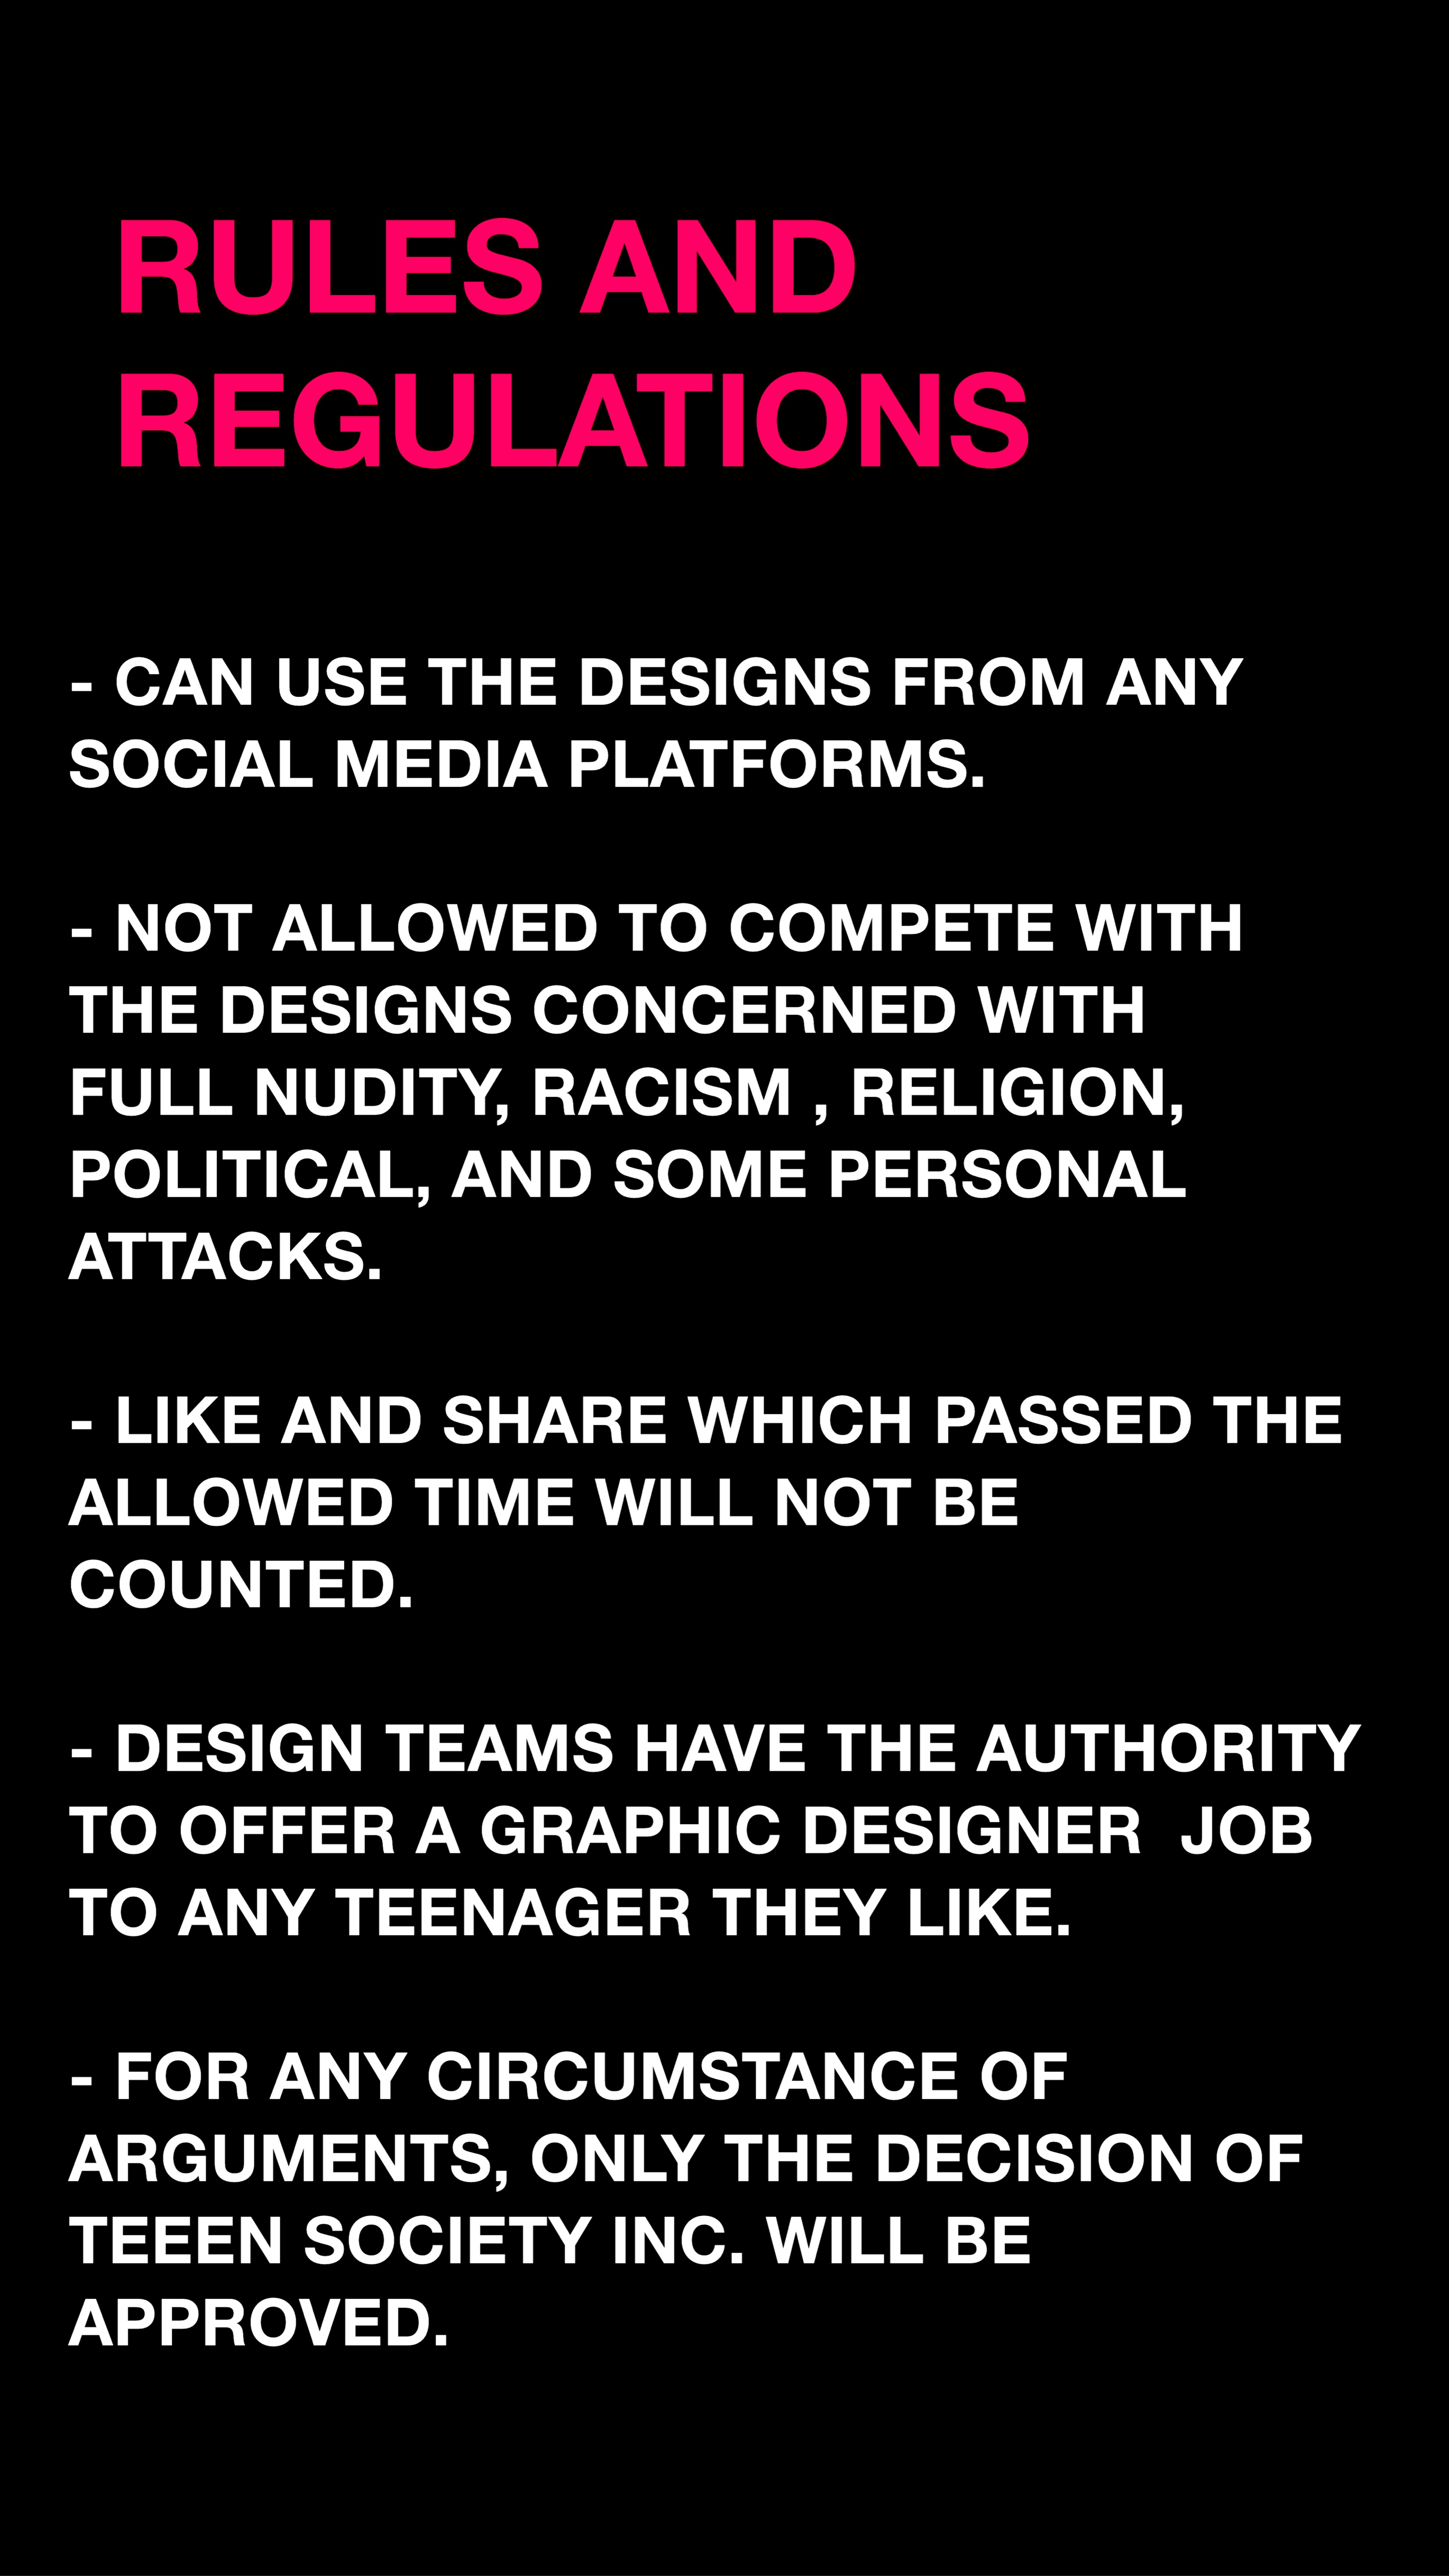 RULES AND
REGULATIONS
- CAN USE THE DESIGNS FROM ANY
SOCIAL MEDIA PLATFORMS.
- NOT ALLOWED TO COMPETE WITH
THE DESIGNS CONCERNED WITH
FULL NUDITY, RACISM , RELIGION,
POLITICAL, AND SOME PERSONAL
ATTACKS.
- LIKE AND SHARE WHICH PASSED THE
ALLOWED TIME WILL NOT BE
COUNTED.
- DESIGN TEAMS HAVE THE AUTHORITY
TO OFFER A GRAPHIC DESIGNER  JOB
TO ANY TEENAGER THEY LIKE.
- FOR ANY CIRCUMSTANCE OF
ARGUMENTS, ONLY THE DECISION OF
TEEEN SOCIETY INC. WILL BE
APPROVED.